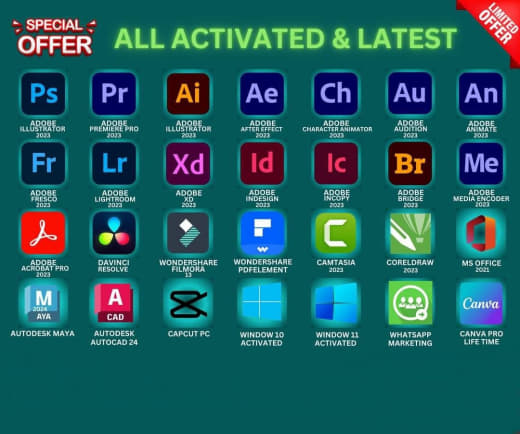 SPECIAL
OFFER
ALL ACTIVATED & LATEST
LIMITED
OFFER
Ps
Pr
Ai
Ae
Ch
Au
An
ADOBE
ILLUSTRATOR
2023
ADOBE
PREMIERE PRO
2023
ADOBE
ILLUSTRATOR
2023
ADOBE
AFTER EFFECT
2023
ADOBE
CHARACTER ANIMATOR
2023
ADOBE
AUDITION
2023
ADOBE
ANIMATE
2023
Fr
Lr
Xd
Id
Ic
Br
Me
ADOBE
FRESCO
2023
ADOBE
LIGHTROOM
2023
ADOBE
XD
2023
ADOBE
INDESIGN
2023
ADOBE
INCOPY
2023
ADOBE
BRIDGE
2023
ADOBE
MEDIA ENCODER
2023
ADOBE
ACROBAT PRO
2023
DAVINCI
RESOLVE
WONDERSHARE
FILMORA
13
WONDERSHARE
PDFELEMENT
CAMTASIA
2023
CORELDRAW
2023
MS OFFICE
2021
M
2024
AYA
A
CAD
Canva
AUTODESK MAYA
AUTODESK
AUTOCAD 24
CAPCUT PC
WINDOW 10
ACTIVATED
WINDOW 11
ACTIVATED
WHATSAPP
MARKETING
CANVA PRO
LIFE TIME